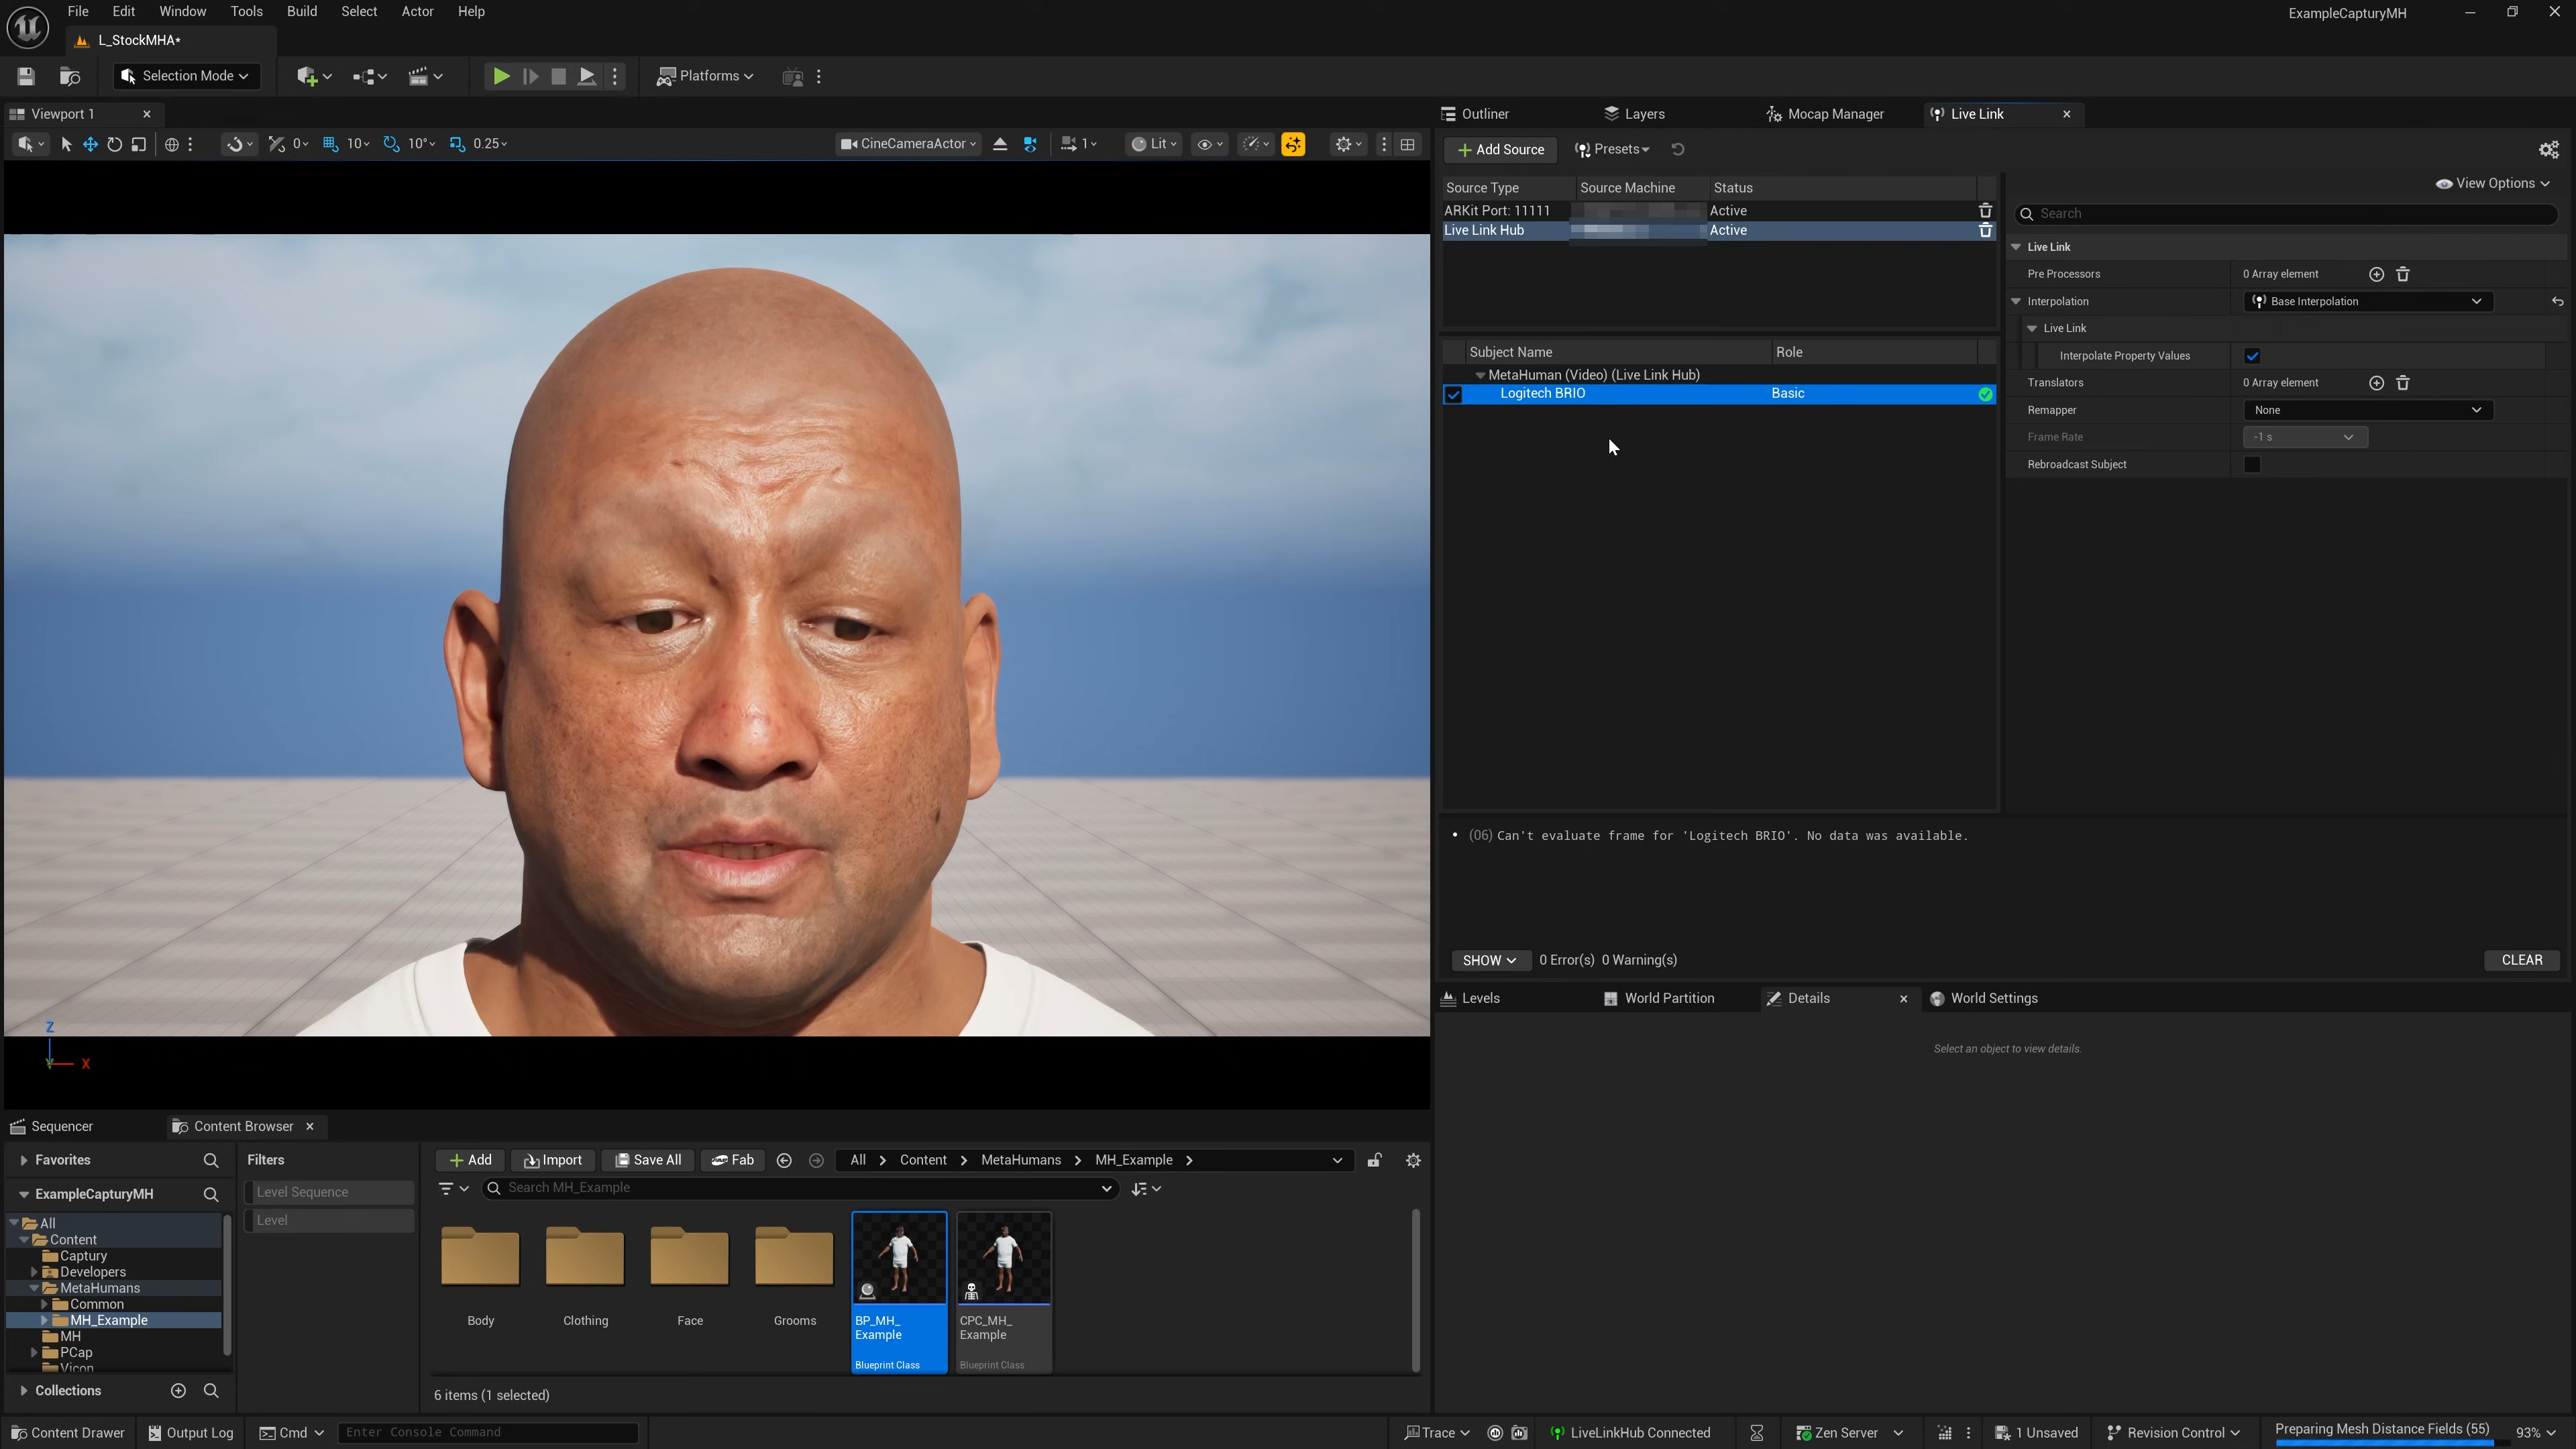 File Edit Window Tools Build Select Actor Help
ExampleCapturyMH
L_StockMHA*
Selection Mode
Platforms
Viewport 1
0 10 10° 0.25 CineCameraActor 1 Lit
Outliner Layers Mocap Manager Live Link
Add Source Presets
View Options
Source Type Source Machine Status
ARKit Port: 11111 Active
Live Link Hub Active
Search
Live Link
Pre Processors 0 Array element
Interpolation Base Interpolation
Live Link
Interpolate Property Values
Translators 0 Array element
Remapper None
Frame Rate -1 s
Rebroadcast Subject
Subject Name Role
MetaHuman (Video) (Live Link Hub)
Logitech BRIO Basic
(06) Can't evaluate frame for 'Logitech BRIO'. No data was available.
SHOW 0 Error(s) 0 Warning(s) CLEAR
Levels World Partition Details World Settings
Select an object to view details.
Z
Y X
Sequencer Content Browser
Favorites
Filters
Add Import Save All Fab All Content MetaHumans MH_Example
ExampleCapturyMH
Level Sequence
Level
Search MH_Example
All
Content
Captury
Developers
MetaHumans
Common
MH_Example
MH
PCap
Vicon
Collections
Body Clothing Face Grooms
BP_MH_
Example
Blueprint Class
CPC_MH_
Example
Blueprint Class
6 items (1 selected)
Content Drawer Output Log Cmd Enter Console Command
Trace LiveLinkHub Connected Zen Server 1 Unsaved Revision Control Preparing Mesh Distance Fields (55) 93%